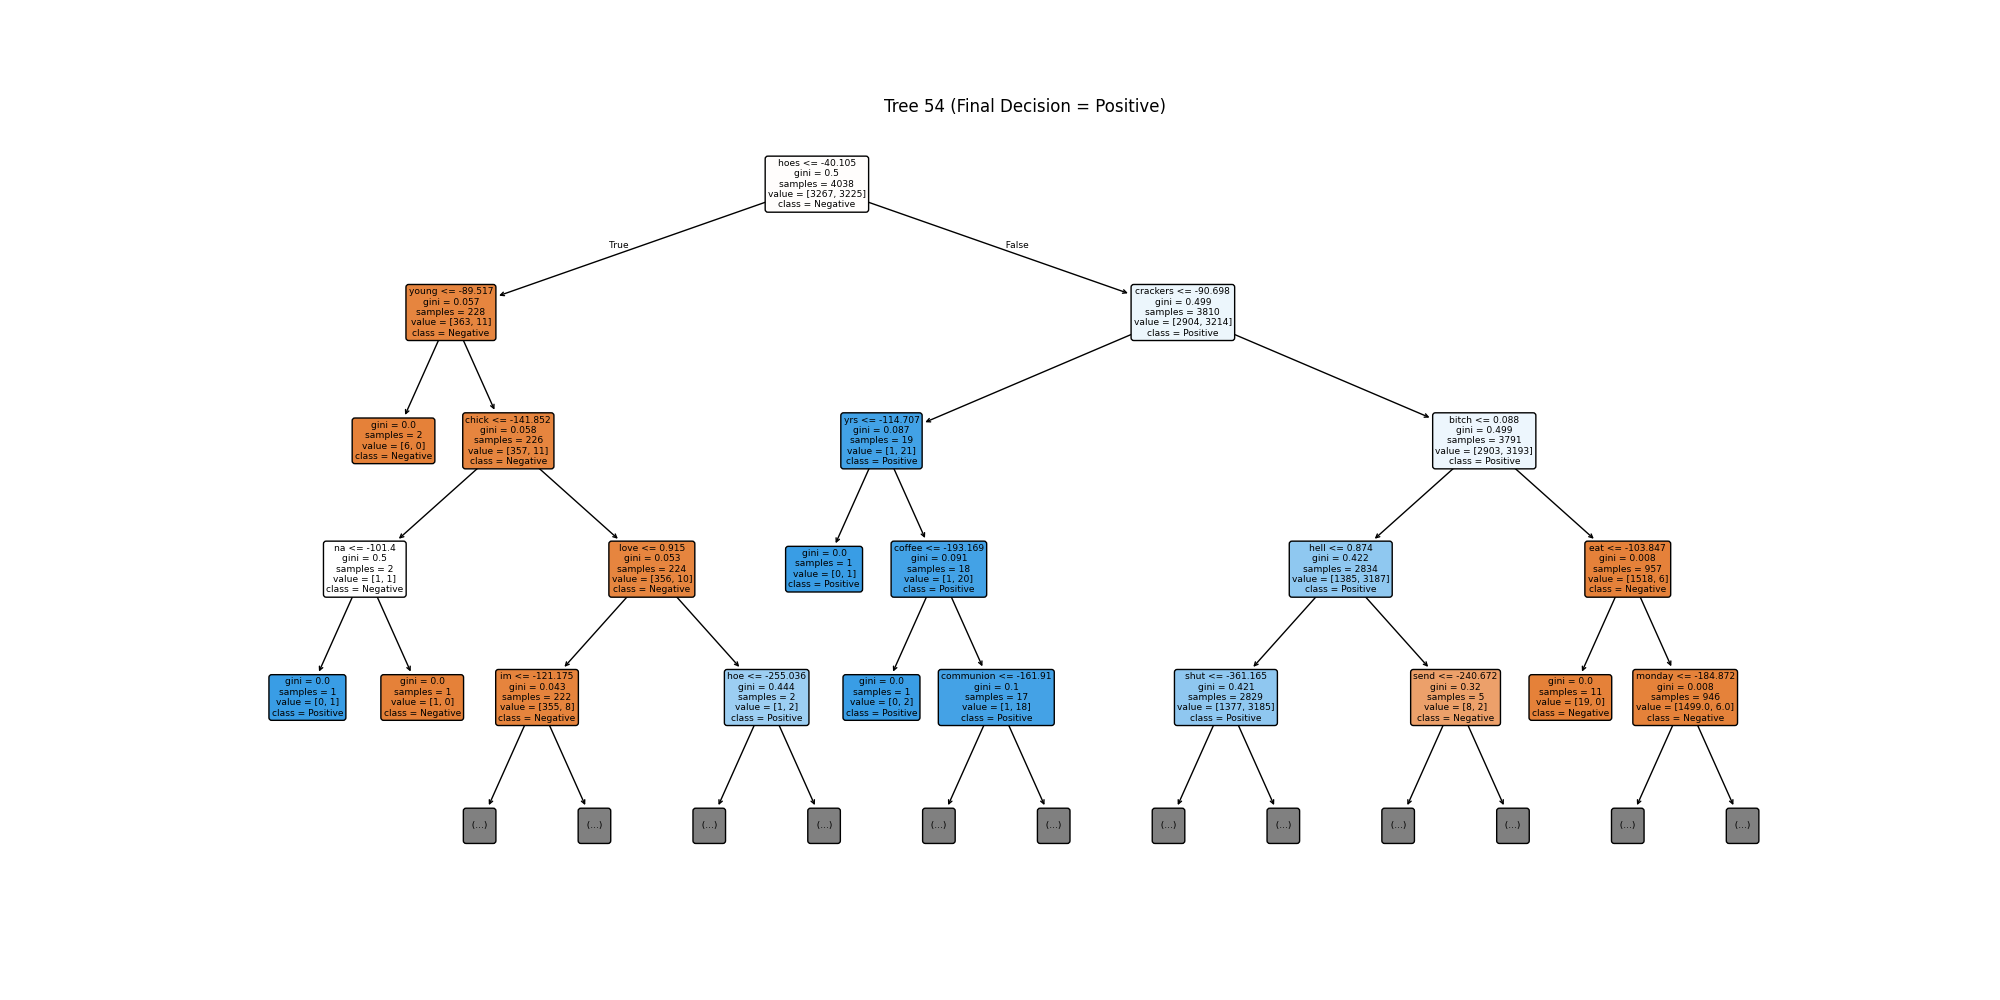 Tree 54 (Final Decision = Positive)
hoes <= -40.105
gini = 0.5
samples = 4038
value = [3267, 3225]
class = Negative
True
False
young <= -89.517
gini = 0.057
samples = 228
value = [363, 11]
class = Negative
crackers <= -90.698
gini = 0.499
samples = 3810
value = [2904, 3214]
class = Positive
gini = 0.0
samples = 2
value = [6, 0]
class = Negative
chick <= -141.852
gini = 0.058
samples = 226
value = [357, 11]
class = Negative
yrs <= -114.707
gini = 0.087
samples = 19
value = [1, 21]
class = Positive
bitch <= 0.088
gini = 0.499
samples = 3791
value = [2903, 3193]
class = Positive
na <= -101.4
gini = 0.5
samples = 2
value = [1, 1]
class = Negative
love <= 0.915
gini = 0.053
samples = 224
value = [356, 10]
class = Negative
gini = 0.0
samples = 1
value = [0, 1]
class = Positive
coffee <= -193.169
gini = 0.091
samples = 18
value = [1, 20]
class = Positive
hell <= 0.874
gini = 0.422
samples = 2834
value = [1385, 3187]
class = Positive
eat <= -103.847
gini = 0.008
samples = 957
value = [1518, 6]
class = Negative
gini = 0.0
samples = 1
value = [0, 1]
class = Positive
gini = 0.0
samples = 1
value = [1, 0]
class = Negative
im <= -121.175
gini = 0.043
samples = 222
value = [355, 8]
class = Negative
hoe <= -255.036
gini = 0.444
samples = 2
value = [1, 2]
class = Positive
gini = 0.0
samples = 1
value = [0, 2]
class = Positive
communion <= -161.91
gini = 0.1
samples = 17
value = [1, 18]
class = Positive
shut <= -361.165
gini = 0.421
samples = 2829
value = [1377, 3185]
class = Positive
send <= -240.672
gini = 0.32
samples = 5
value = [8, 2]
class = Negative
gini = 0.0
samples = 11
value = [19, 0]
class = Negative
monday <= -184.872
gini = 0.008
samples = 946
value = [1499.0, 6.0]
class = Negative
(...)
(...)
(...)
(...)
(...)
(...)
(...)
(...)
(...)
(...)
(...)
(...)